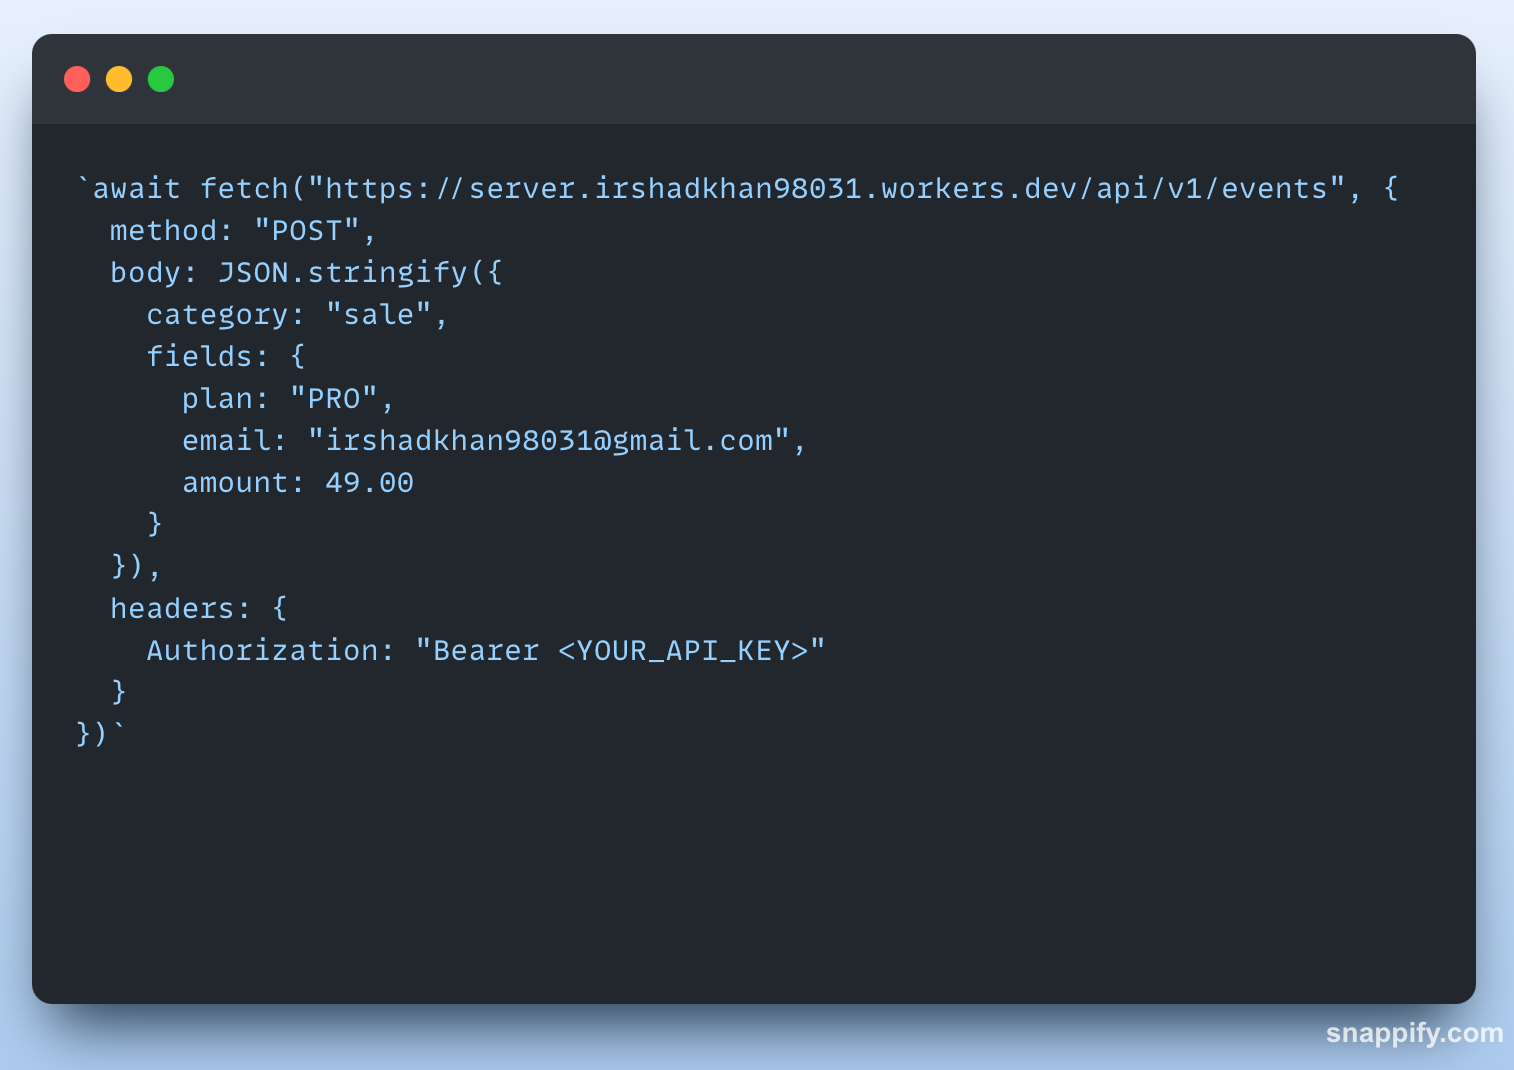 `await fetch("https://server.irshadkhan98031.workers.dev/api/v1/events", {
  method: "POST",
  body: JSON.stringify({
    category: "sale",
    fields: {
      plan: "PRO",
      email: "irshadkhan98031@gmail.com",
      amount: 49.00
    }
  }),
  headers: {
    Authorization: "Bearer <YOUR_API_KEY>"
  }
})`
snappify.com